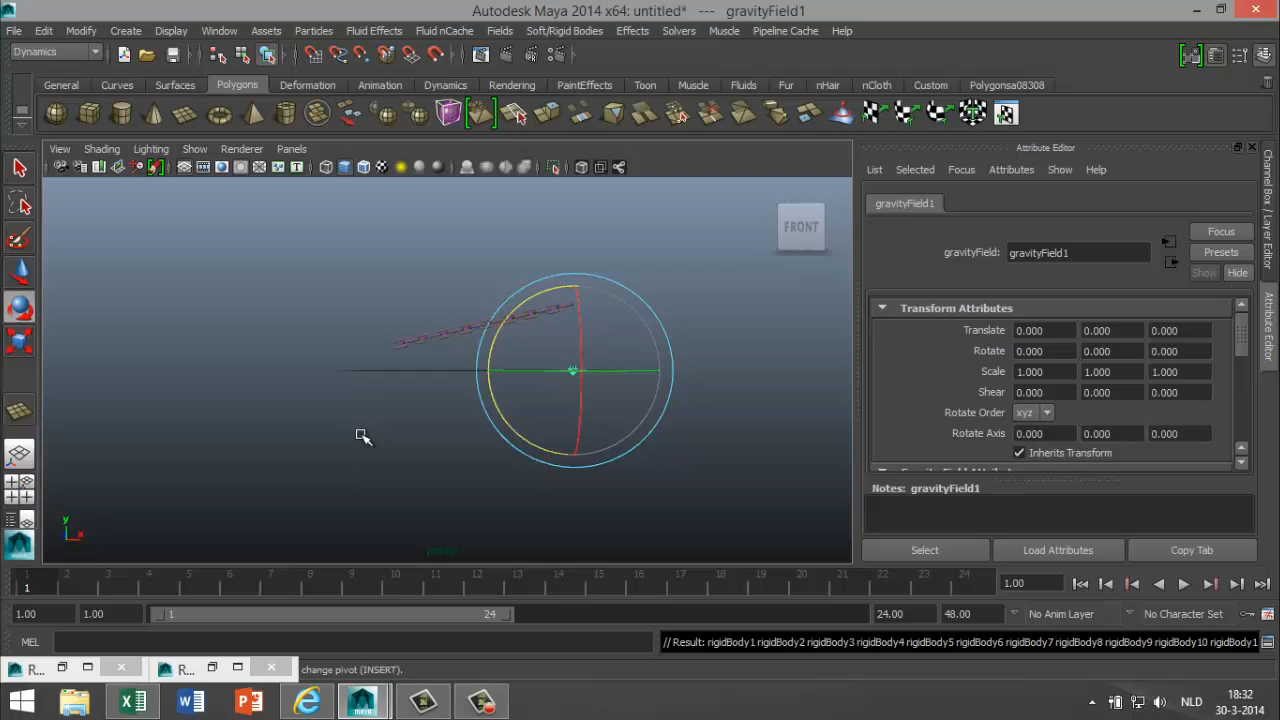 Autodesk Maya 2014 x64: untitled* --- gravityField1
File Edit Modify Create Display Window Assets Particles Fluid Effects Fluid nCache Fields Soft/Rigid Bodies Effects Solvers Muscle Pipeline Cache Help
Dynamics
General Curves Surfaces Polygons Deformation Animation Dynamics Rendering PaintEffects Toon Muscle Fluids Fur nHair nCloth Custom Polygonsa08308
View Shading Lighting Show Renderer Panels
Attribute Editor
List Selected Focus Attributes Show Help
gravityField1
FRONT
Focus
gravityField: gravityField1
Presets
Show Hide
Transform Attributes
Translate 0.000 0.000 0.000
Rotate 0.000 0.000 0.000
Scale 1.000 1.000 1.000
Shear 0.000 0.000 0.000
Rotate Order xyz
Rotate Axis 0.000 0.000 0.000
Inherits Transform
Notes: gravityField1
Select Load Attributes Copy Tab
Channel Box / Layer Editor
Attribute Editor
y
x
persp
1 2 3 4 5 6 7 8 9 10 11 12 13 14 15 16 17 18 19 20 21 22 23 24
1
1.00
1.00 1.00 1 24 24.00 48.00 No Anim Layer No Character Set
MEL // Result: rigidBody1 rigidBody2 rigidBody3 rigidBody4 rigidBody5 rigidBody6 rigidBody7 rigidBody8 rigidBody9 rigidBody10 rigidBody1
R... R... change pivot (INSERT).
NLD
18:32
30-3-2014